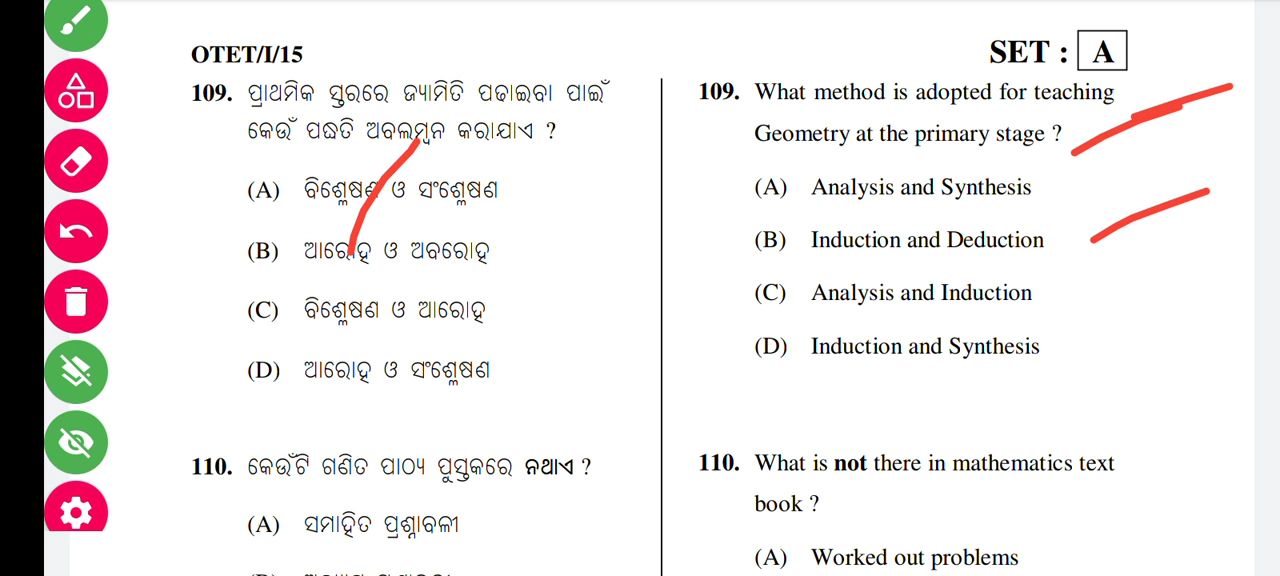 OTET/I/15
SET : A
109. ପ୍ରାଥମିକ ସ୍ତରରେ ଜ୍ୟାମିତି ପଢାଇବା ପାଇଁ
କେଉଁ ପଦ୍ଧତି ଅବଲମ୍ବନ କରାଯାଏ ?
(A) ବିଶ୍ଳେଷଣ ଓ ସଂଶ୍ଳେଷଣ
(B) ଆରୋହ ଓ ଅବରୋହ
(C) ବିଶ୍ଳେଷଣ ଓ ଆରୋହ
(D) ଆରୋହ ଓ ସଂଶ୍ଳେଷଣ
110. କେଉଁଟି ଗଣିତ ପାଠ୍ୟ ପୁସ୍ତକରେ ନଥାଏ ?
(A) ସମାହିତ ପ୍ରଶ୍ନାବଳୀ
109. What method is adopted for teaching
Geometry at the primary stage ?
(A) Analysis and Synthesis
(B) Induction and Deduction
(C) Analysis and Induction
(D) Induction and Synthesis
110. What is not there in mathematics text
book ?
(A) Worked out problems